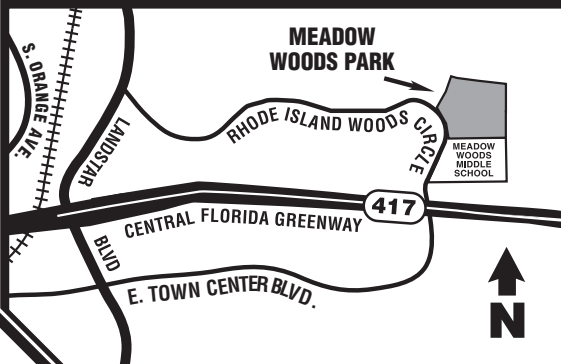 MEADOW
WOODS PARK
S. ORANGE AVE.
LANDSTAR
BLVD
RHODE ISLAND WOODS CIRCLE
MEADOW
WOODS
MIDDLE
SCHOOL
417
CENTRAL FLORIDA GREENWAY
E. TOWN CENTER BLVD.
N